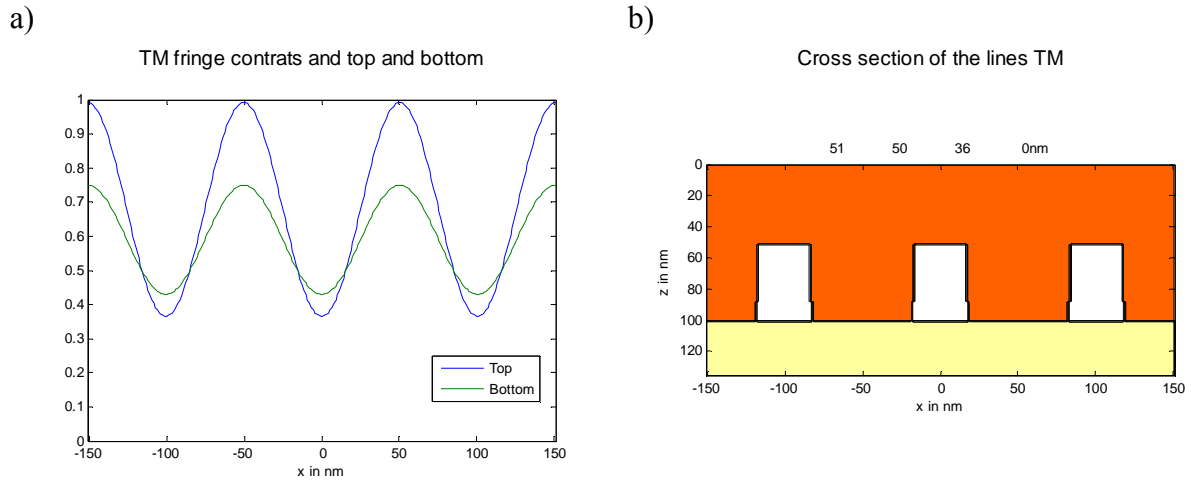 a)
TM fringe contrats and top and bottom
1
0.9
0.8
0.7
0.6
0.5
0.4
0.3
0.2
0.1
0
-150 -100 -50 0 50 100 150
x in nm
Top
Bottom
b)
Cross section of the lines TM
51 50 36 0nm
0
20
40
60
80
100
120
z in nm
-150 -100 -50 0 50 100 150
x in nm